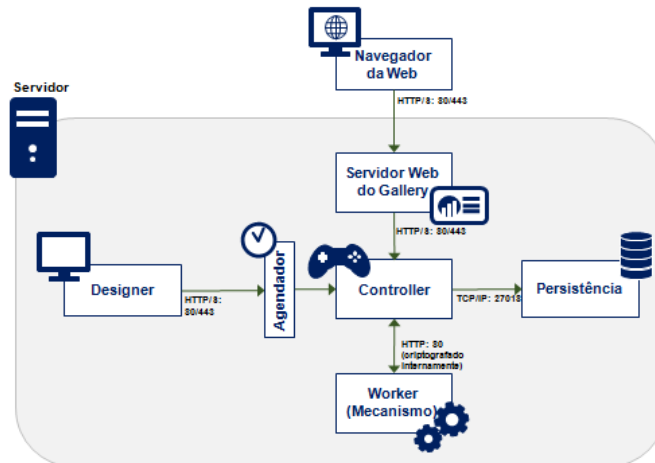 Navegador
da Web
Servidor
HTTP/S: 80/443
Servidor Web
do Gallery
HTTP/S: 80/443
Designer
HTTP/S:
80/443
Agendador
Controller
TCP/IP: 27018
Persistência
HTTP: 80
(criptografado
internamente)
Worker
(Mecanismo)